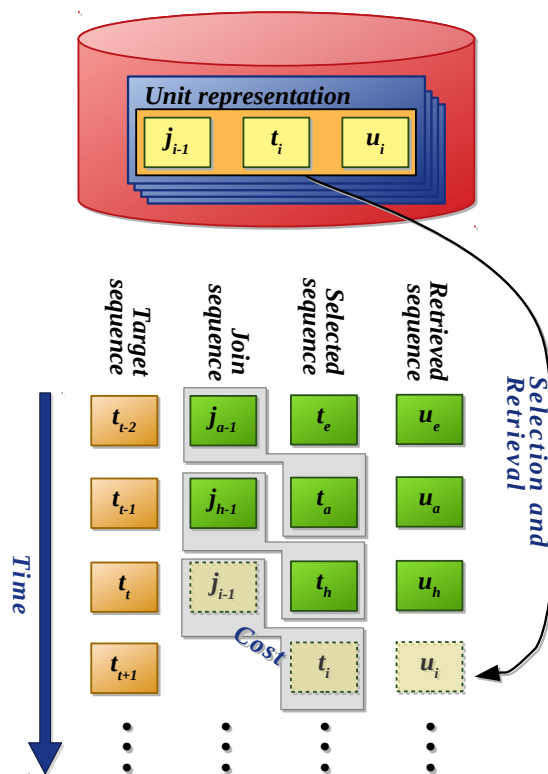 Unit representation
j_{i-1} t_i u_i
Target sequence
Join sequence
Selected sequence
Retrieved sequence
Selection and Retrieval
t_{t-2} j_{a-1} t_e u_e
t_{t-1} j_{h-1} t_a u_a
t_t j_{i-1} t_h u_h
Time
Cost
t_{t+1} t_i u_i